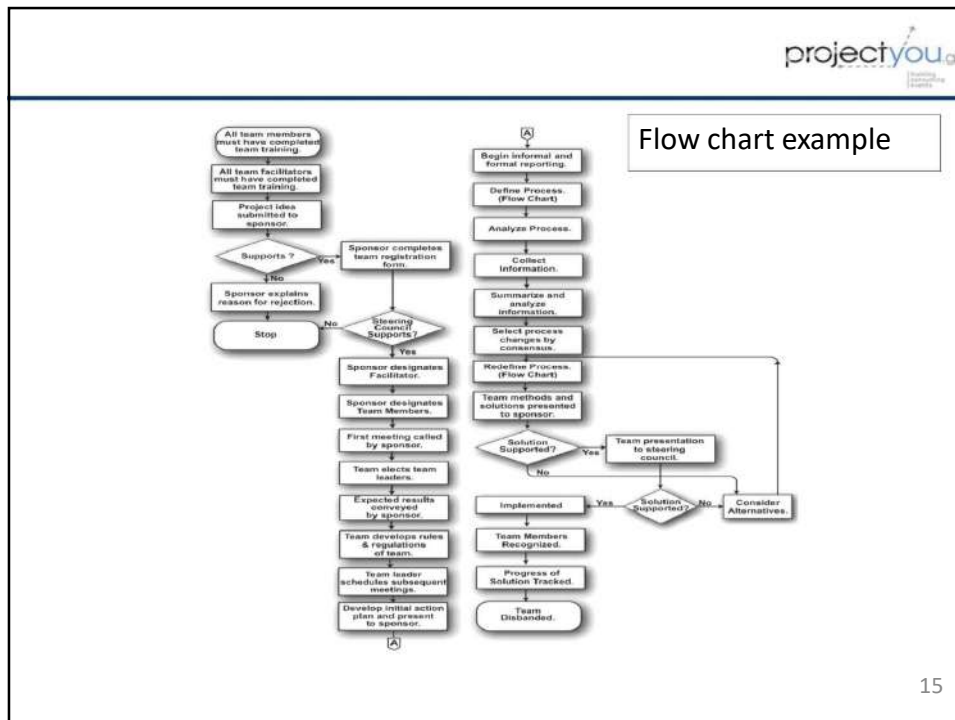 projectyou.g
training
consulting
events
Flow chart example
All team members
must have completed
team training.
All team facilitators
must have completed
team training.
Project idea
submitted to
sponsor.
Supports ?
Yes
Sponsor completes
team registration
form.
No
Sponsor explains
reason for rejection.
Stop
No
Steering
Council
Supports?
Yes
Sponsor designates
Facilitator.
Sponsor designates
Team Members.
First meeting called
by sponsor.
Team elects team
leaders.
Expected results
conveyed
by sponsor.
Team develops rules
& regulations
of team.
Team leader
schedules subsequent
meetings.
Develop initial action
plan and present
to sponsor.
A
A
Begin informal and
formal reporting.
Define Process.
(Flow Chart)
Analyze Process.
Collect
Information.
Summarize and
analyze
information.
Select process
changes by
consensus.
Redefine Process.
(Flow Chart)
Team methods and
solutions presented
to sponsor.
Solution
Supported?
Yes
Team presentation
to steering
council.
No
Solution
Supported?
No
Consider
Alternatives.
Yes
Implemented
Team Members
Recognized.
Progress of
Solution Tracked.
Team
Disbanded.
15